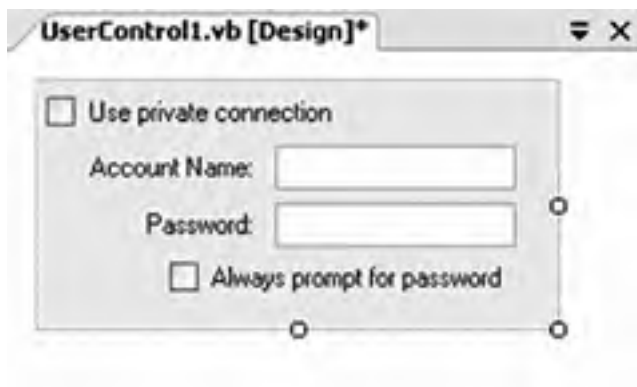 UserControl1.vb [Design]*
Use private connection
Account Name:
Password:
Always prompt for password